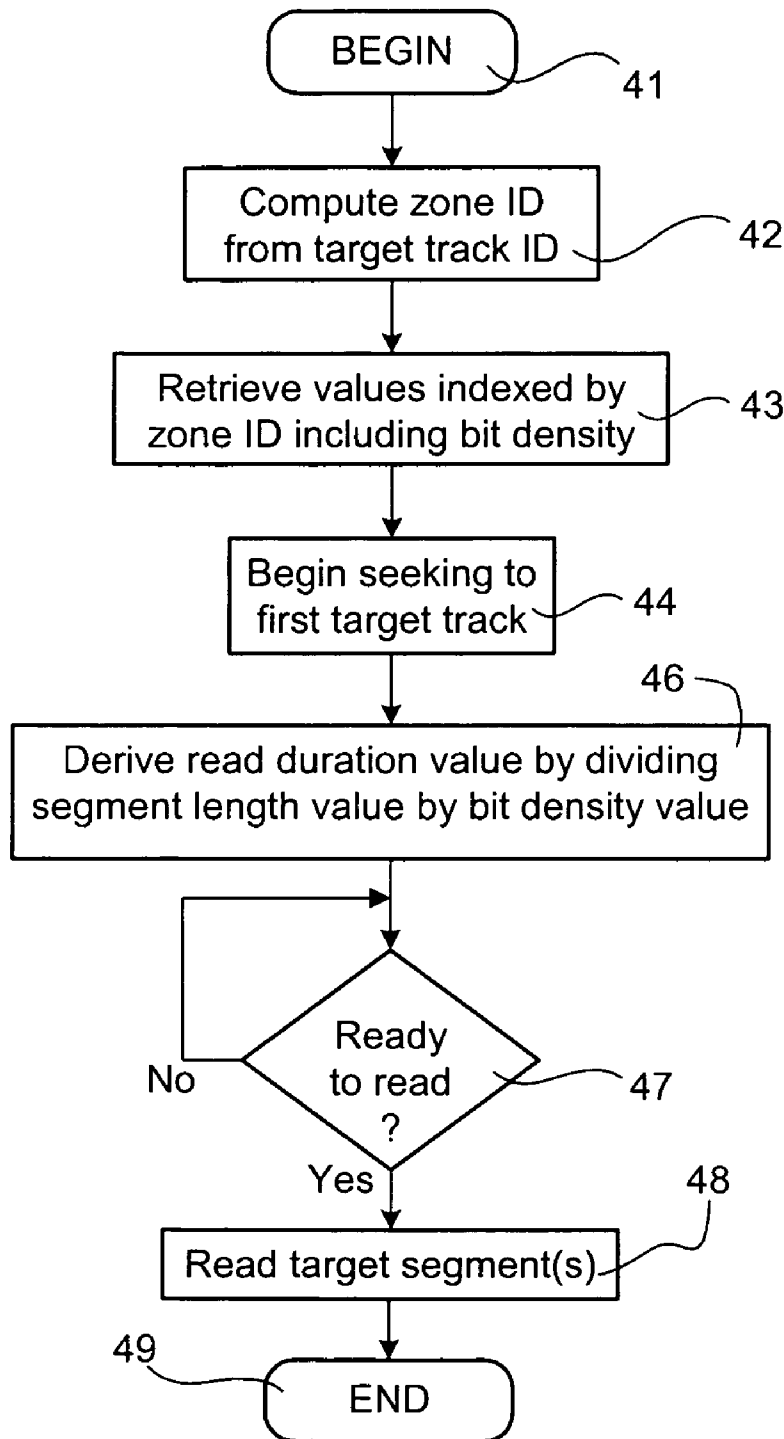 BEGIN
41
Compute zone ID
from target track ID
42
Retrieve values indexed by
zone ID including bit density
43
Begin seeking to
first target track
44
46
Derive read duration value by dividing
segment length value by bit density value
Ready
to read
?
No
47
Yes
48
Read target segment(s)
49
END